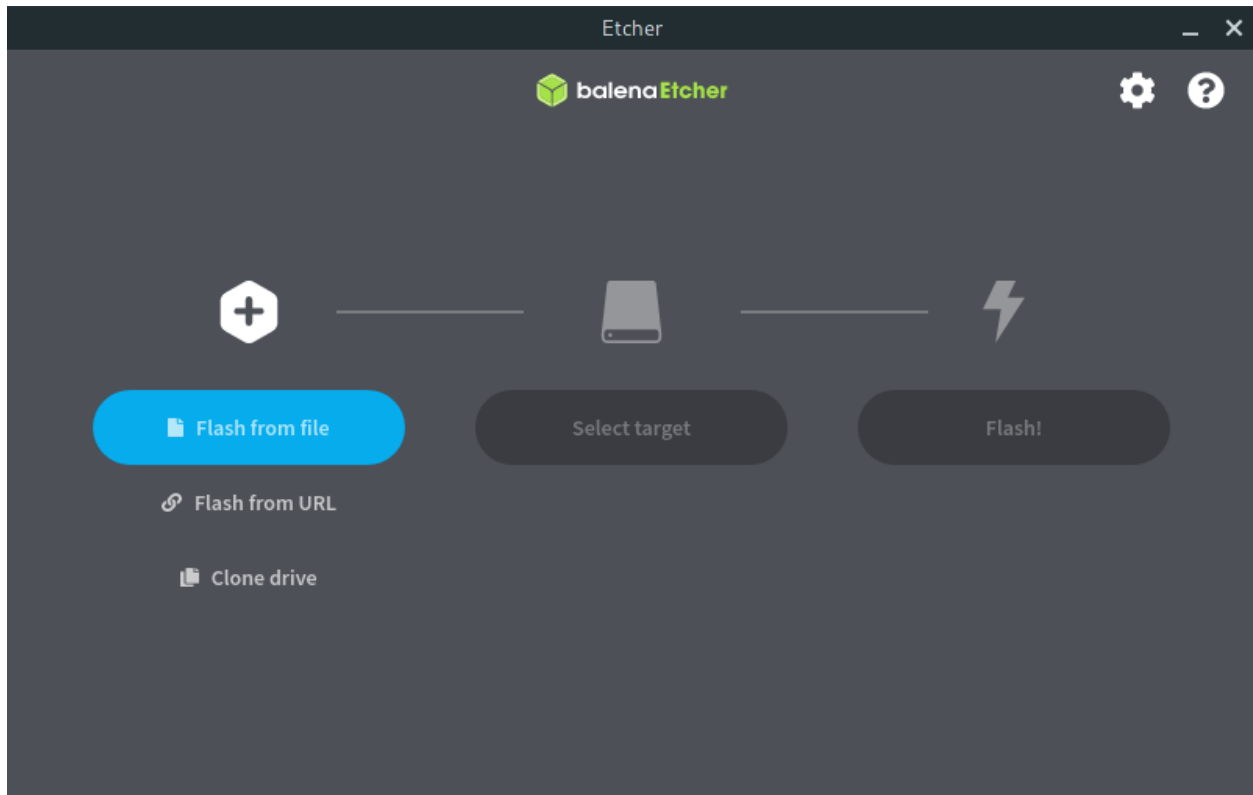 Etcher
balenaEtcher
Flash from file
Select target
Flash!
Flash from URL
Clone drive